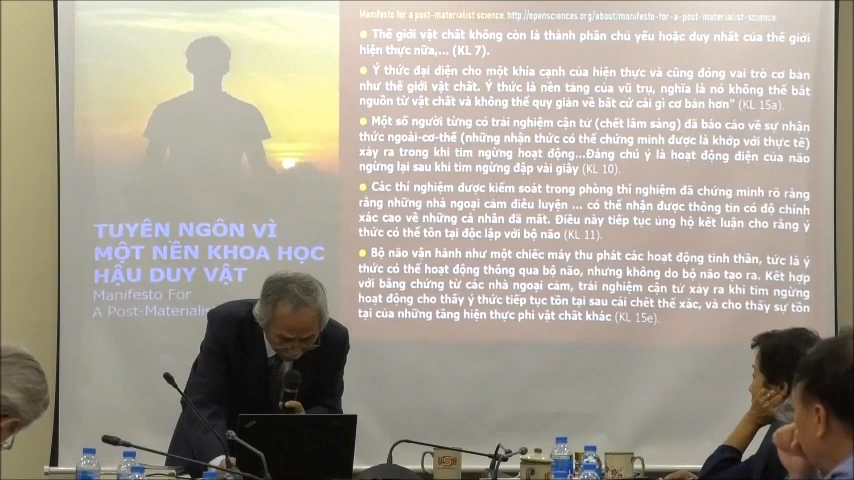 Manifesto for a post-materialist science. http://opensciences.org/about/manifesto-for-a-post-materialist-science
● Thế giới vật chất không còn là thành phần chủ yếu hoặc duy nhất của thế giới
hiện thực nữa,... (KL 7).
● Ý thức đại diện cho một khía cạnh của hiện thực và cũng đóng vai trò cơ bản
như thế giới vật chất. Ý thức là nền tảng của vũ trụ, nghĩa là nó không thể bắt
nguồn từ vật chất và không thể quy giản về bất cứ cái gì cơ bản hơn” (KL 15a).
● Một số người từng có trải nghiệm cận tử (chết lâm sàng) đã báo cáo về sự nhận
thức ngoài-cơ-thể (những nhận thức có thể chứng minh được là khớp với thực tế)
xảy ra trong khi tim ngừng hoạt động...Đáng chú ý là hoạt động điện của não
ngừng lại sau khi tim ngừng đập vài giây (KL 10).
● Các thí nghiệm được kiểm soát trong phòng thí nghiệm đã chứng minh rõ ràng
rằng những nhà ngoại cảm điêu luyện ... có thể nhận được thông tin có độ chính
xác cao về những cá nhân đã mất. Điều này tiếp tục ủng hộ kết luận cho rằng ý
thức có thể tồn tại độc lập với bộ não (KL 11).
● Bộ não vận hành như một chiếc máy thu phát các hoạt động tinh thần, tức là ý
thức có thể hoạt động thông qua bộ não, nhưng không do bộ não tạo ra. Kết hợp
với bằng chứng từ các nhà ngoại cảm, trải nghiệm cận tử xảy ra khi tim ngừng
hoạt động cho thấy ý thức tiếp tục tồn tại sau cái chết thể xác, và cho thấy sự tồn
tại của những tầng hiện thực phi vật chất khác (KL 15e).
TUYÊN NGÔN VÌ
MỘT NỀN KHOA HỌC
HẬU DUY VẬT
Manifesto For
A Post-Materialist